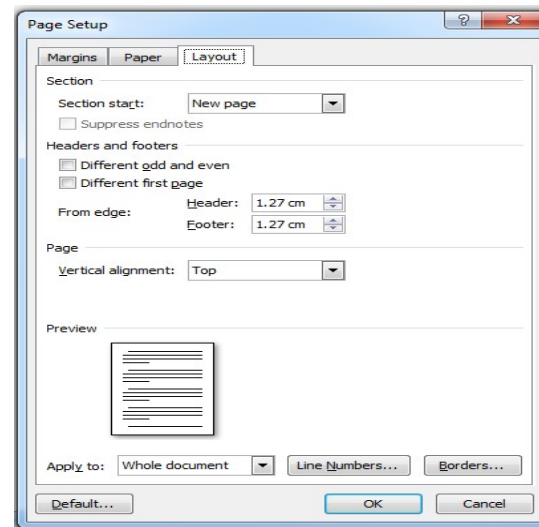 Page Setup
Margins Paper Layout
Section
Section start: New page
Suppress endnotes
Headers and footers
Different odd and even
Different first page
From edge: Header: 1.27 cm
Footer: 1.27 cm
Page
Vertical alignment: Top
Preview
Apply to: Whole document Line Numbers... Borders...
Default... OK Cancel